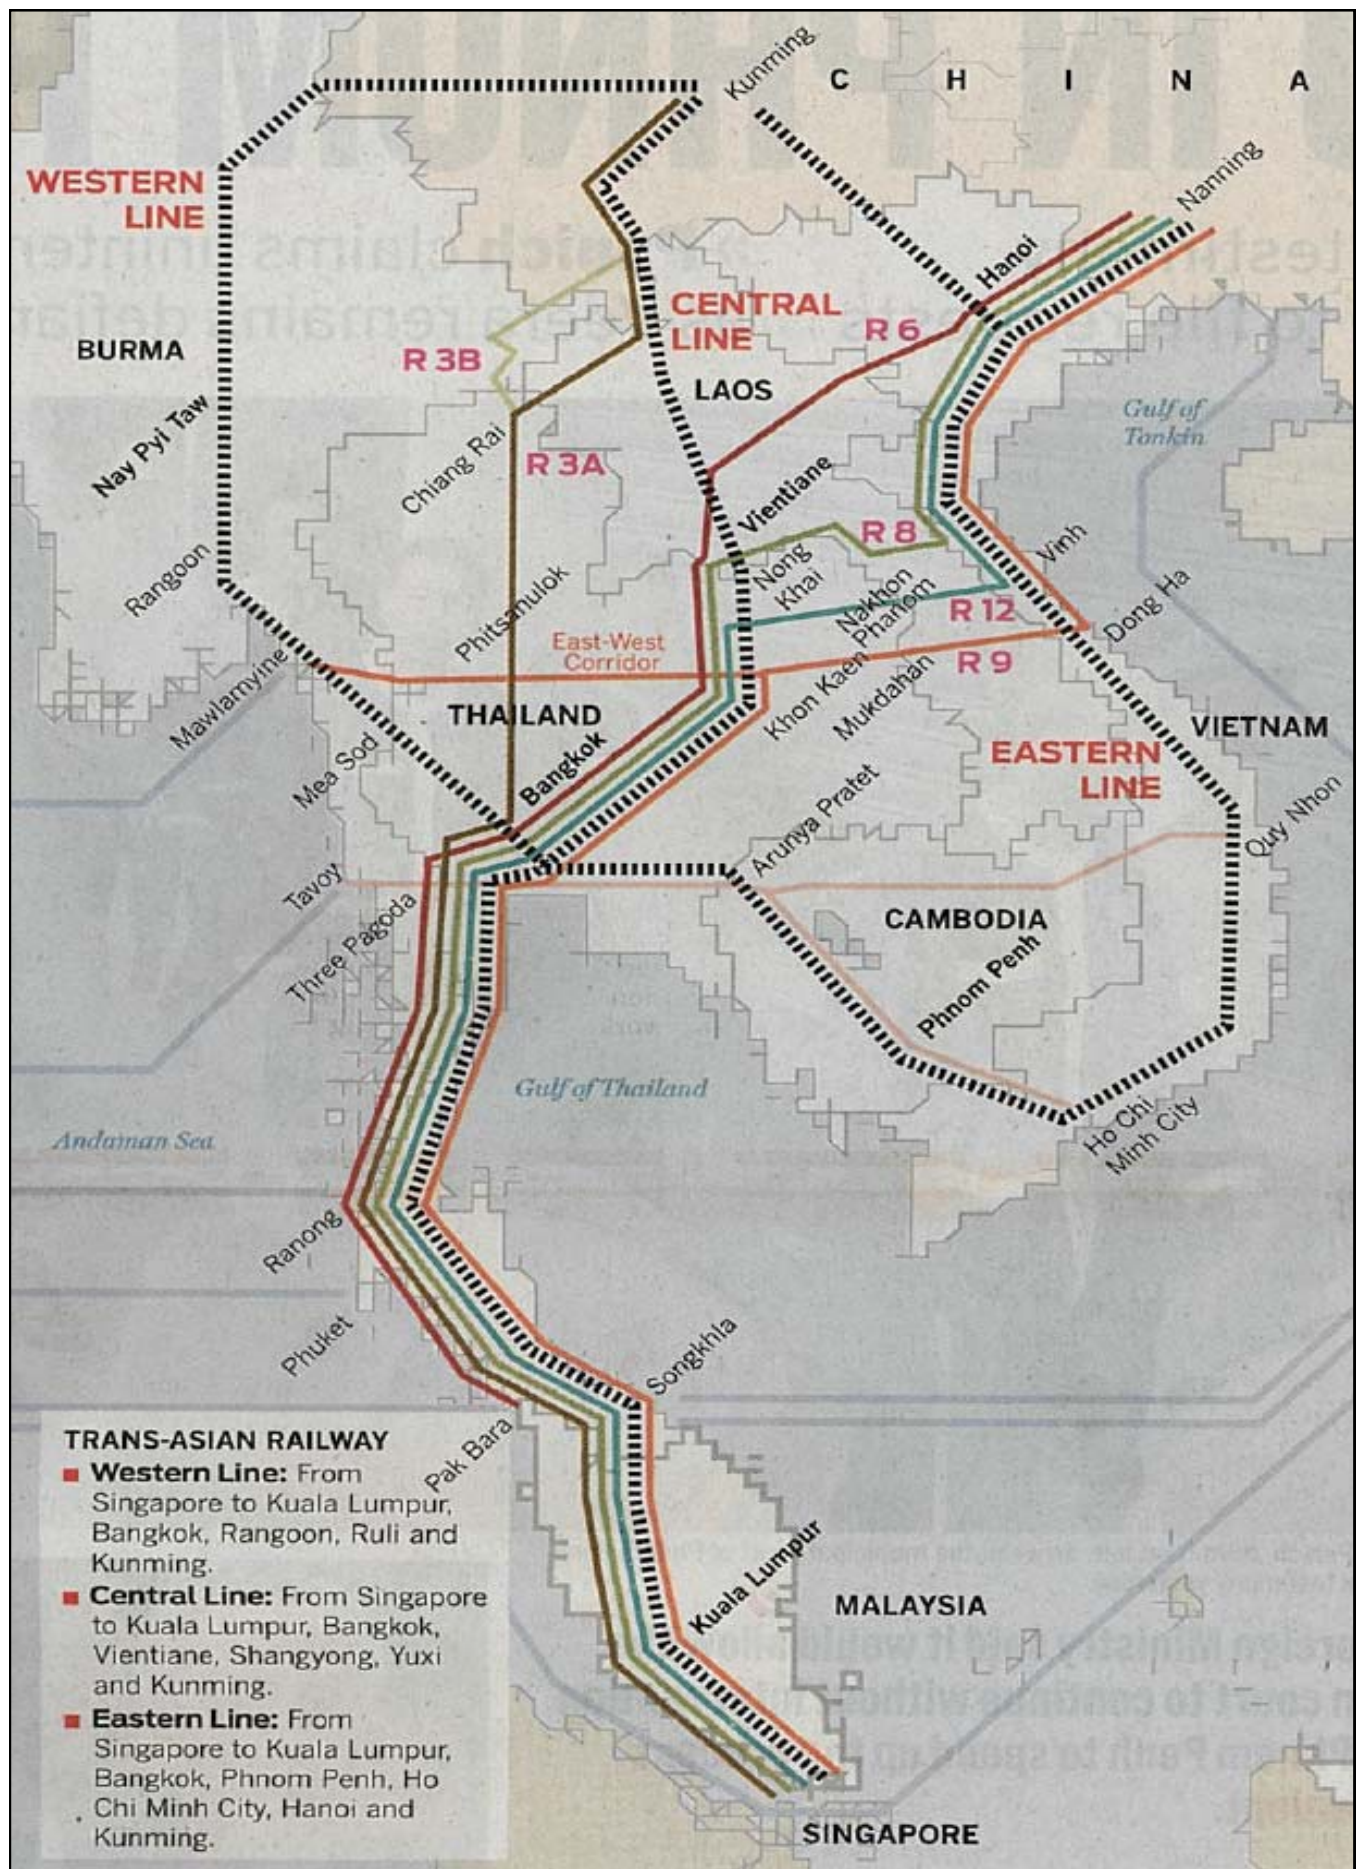 Kunming
C H I N A
WESTERN
LINE
Nanning
Hanoi
CENTRAL
LINE
R 6
BURMA
R 3B
LAOS
Gulf of
Tonkin
Nay Pyi Taw
Chiang Rai
R 3A
Vientiane
R 8
Rangoon
Nong
Khai
Vinh
Phitsanulok
Nakhon
Phanom
R 12
Dong Ha
East-West
Corridor
R 9
Mawlamyine
Khon Kaen
Mukdahan
THAILAND
VIETNAM
Mea Sod
Bangkok
EASTERN
LINE
Arunya Pratet
Quy Nhon
Tavoy
Three Pagoda
CAMBODIA
Phnom Penh
Gulf of Thailand
Andaman Sea
Ho Chi
Minh City
Ranong
Phuket
Songkhla
Pak Bara
TRANS-ASIAN RAILWAY
Western Line: From
Singapore to Kuala Lumpur,
Bangkok, Rangoon, Ruli and
Kunming.
Central Line: From Singapore
to Kuala Lumpur, Bangkok,
Vientiane, Shangyong, Yuxi
and Kunming.
Eastern Line: From
Singapore to Kuala Lumpur,
Bangkok, Phnom Penh, Ho
Chi Minh City, Hanoi and
Kunming.
Kuala Lumpur
MALAYSIA
SINGAPORE